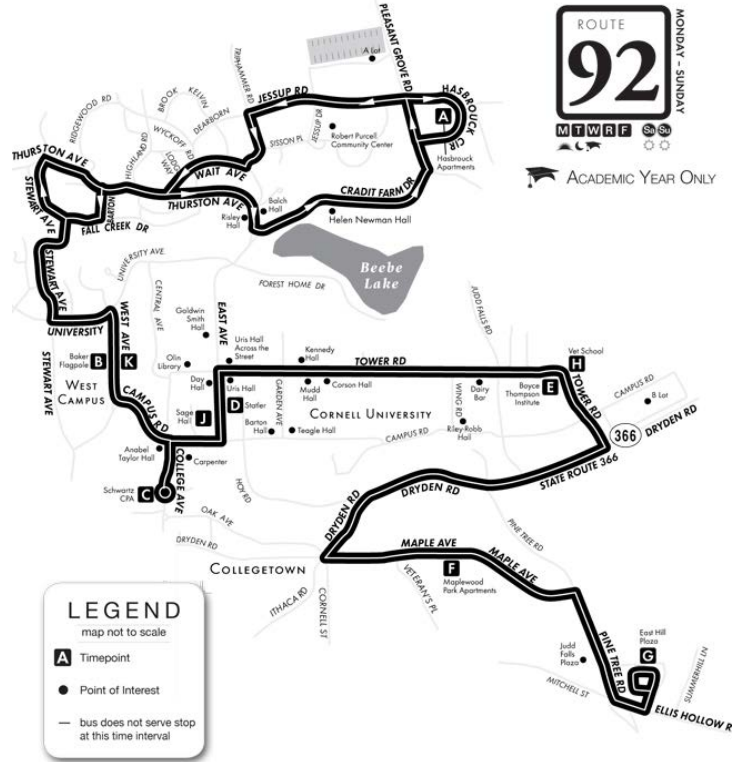 ROUTE
92
MONDAY – SUNDAY
M T W R F Sa Su
ACADEMIC YEAR ONLY
PLEASANT GROVE RD
A Lot
TRIPHAMMER RD
JESSUP RD
HASBROUCK CIR
A
Hasbrouck
Apartments
BROOK
KELVIN
DEARBORN
RIDGEWOOD RD
WYCKOFF RD
HIGHLAND RD
LODGE
WAY
SISSON PL
JESSUP DR
Robert Purcell
Community Center
WAIT AVE
THURSTON AVE
THURSTON AVE
CRADIT FARM DR
Balch
Hall
Risley
Hall
Helen Newman Hall
STEWART AVE
BARTON
FALL CREEK DR
STEWART AVE
UNIVERSITY AVE
Beebe
Lake
FOREST HOME DR
CENTRAL AVE
EAST AVE
JUDD FALLS RD
UNIVERSITY
WEST AVE
Goldwin
Smith
Hall
Uris Hall
Across the
Street
Kennedy
Hall
TOWER RD
Vet School
H
Baker
Flagpole
B
K
Olin
Library
STEWART AVE
WEST
CAMPUS
Day
Hall
Uris Hall
Mudd
Hall
Corson Hall
Dairy
Bar
Boyce
Thompson
Institute
E
TOWER RD
CAMPUS RD
B Lot
CAMPUS RD
Sage
Hall
J
D
Statler
GARDEN AVE
CORNELL UNIVERSITY
WING RD
Barton
Hall
Teagle Hall
CAMPUS RD
Riley Robb
Hall
366
DRYDEN RD
STATE ROUTE 366
Anabel
Taylor Hall
Carpenter
COLLEGE AVE
Schwartz
CPA
C
HOY RD
OAK AVE
DRYDEN RD
DRYDEN RD
DRYDEN RD
PINE TREE RD
COLLEGETOWN
MAPLE AVE
MAPLE AVE
F
Maplewood
Park Apartments
VETERAN'S PL
ITHACA RD
CORNELL ST
Judd
Falls
Plaza
PINE TREE RD
East Hill
Plaza
G
SUMMERHILL LN
MITCHELL ST
ELLIS HOLLOW R
LEGEND
map not to scale
A Timepoint
Point of Interest
bus does not serve stop
at this time interval